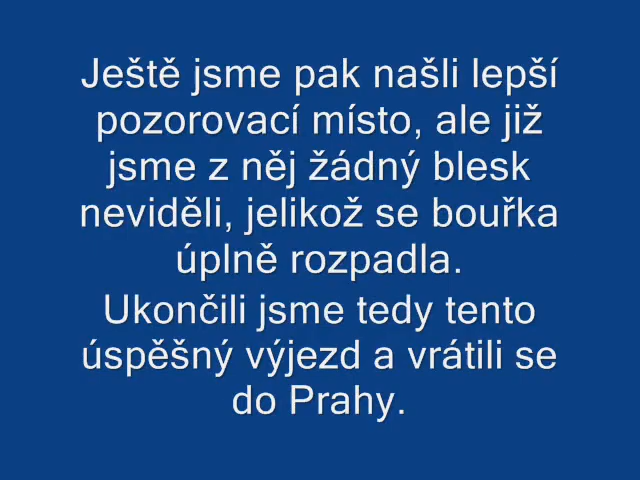 Ještě jsme pak našli lepší
pozorovací místo, ale již
jsme z něj žádný blesk
neviděli, jelikož se bouřka
úplně rozpadla.
Ukončili jsme tedy tento
úspěšný výjezd a vrátili se
do Prahy.